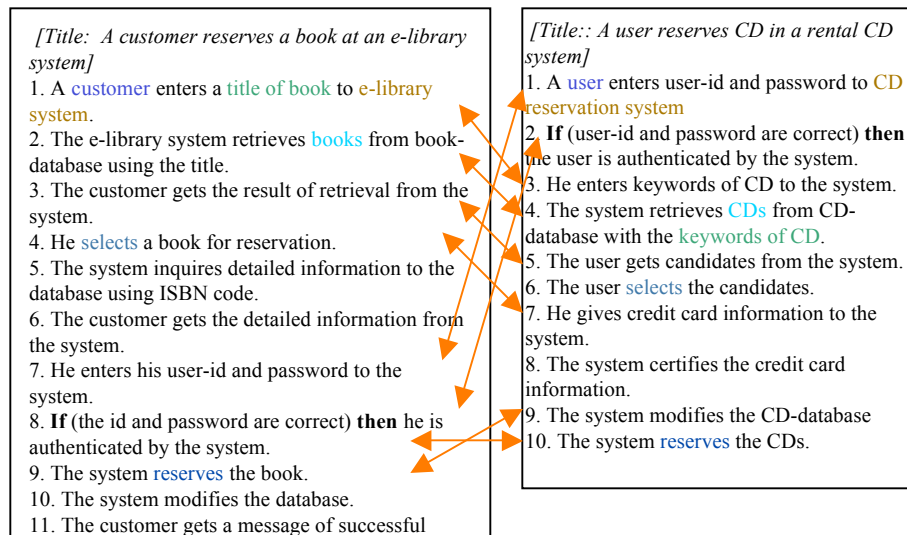 [Title: A customer reserves a book at an e-library
system]
1. A customer enters a title of book to e-library
system.
2. The e-library system retrieves books from book-
database using the title.
3. The customer gets the result of retrieval from the
system.
4. He selects a book for reservation.
5. The system inquires detailed information to the
database using ISBN code.
6. The customer gets the detailed information from
the system.
7. He enters his user-id and password to the
system.
8. If (the id and password are correct) then he is
authenticated by the system.
9. The system reserves the book.
10. The system modifies the database.
11. The customer gets a message of successful
[Title:: A user reserves CD in a rental CD
system]
1. A user enters user-id and password to CD
reservation system
2. If (user-id and password are correct) then
the user is authenticated by the system.
3. He enters keywords of CD to the system.
4. The system retrieves CDs from CD-
database with the keywords of CD.
5. The user gets candidates from the system.
6. The user selects the candidates.
7. He gives credit card information to the
system.
8. The system certifies the credit card
information.
9. The system modifies the CD-database
10. The system reserves the CDs.